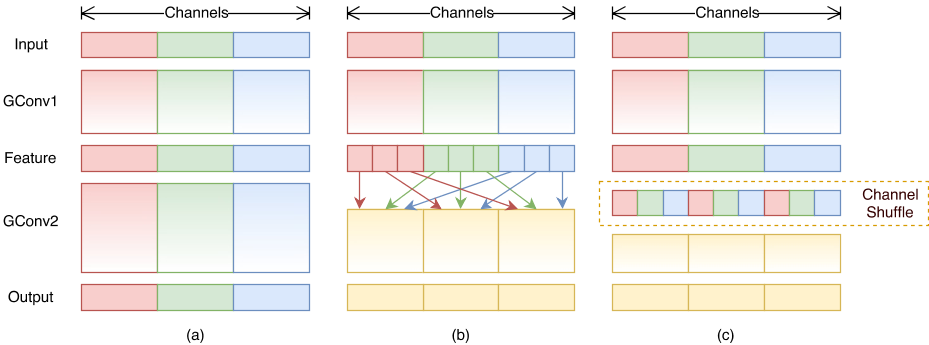 Channels Channels Channels
Input
GConv1
Feature
Channel
Shuffle
GConv2
Output
(a) (b) (c)